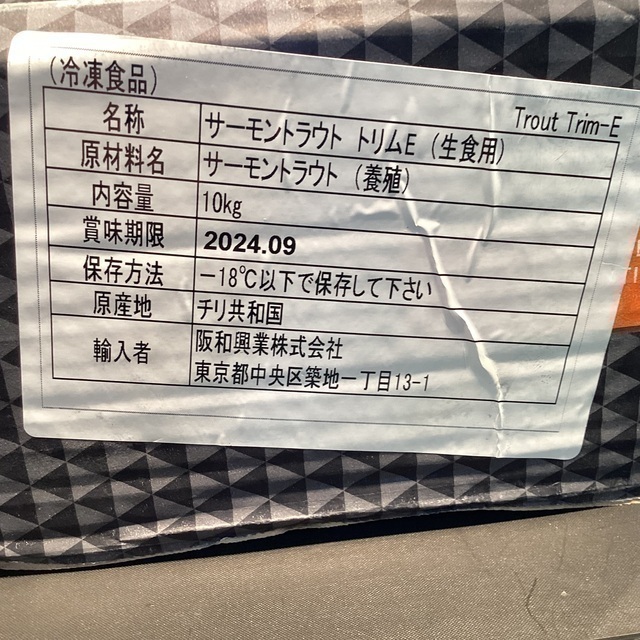 (冷凍食品)
Trout Trim-E
名称 サーモントラウト トリムE (生食用)
原材料名 サーモントラウト (養殖)
内容量 10kg
賞味期限 2024.09
保存方法 -18℃以下で保存して下さい
原産地 チリ共和国
輸入者 阪和興業株式会社
東京都中央区築地一丁目13-1